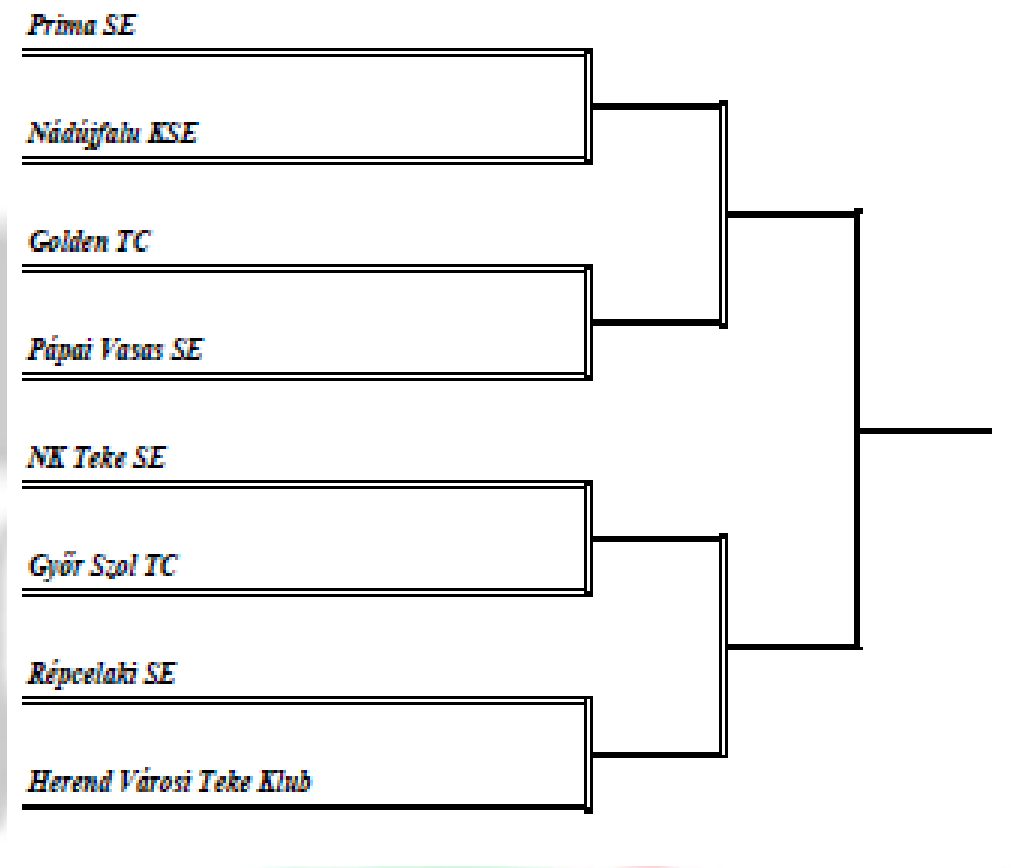 Prima SE
Nádújfalu KSE
Golden TC
Pápai Vasas SE
NK Teke SE
Győr Szol TC
Répcelaki SE
Herend Városi Teke Klub